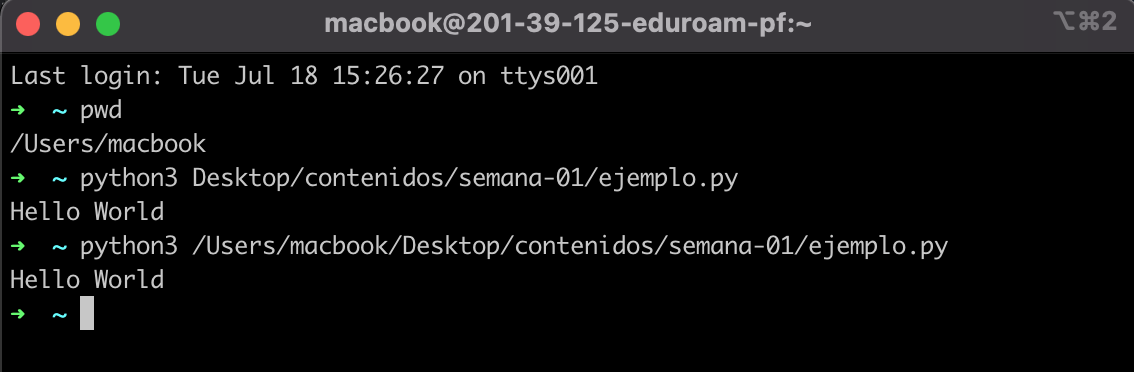 macbook@201-39-125-eduroam-pf:~ ⌥⌘2
Last login: Tue Jul 18 15:26:27 on ttys001
➜  ~ pwd
/Users/macbook
➜  ~ python3 Desktop/contenidos/semana-01/ejemplo.py
Hello World
➜  ~ python3 /Users/macbook/Desktop/contenidos/semana-01/ejemplo.py
Hello World
➜  ~